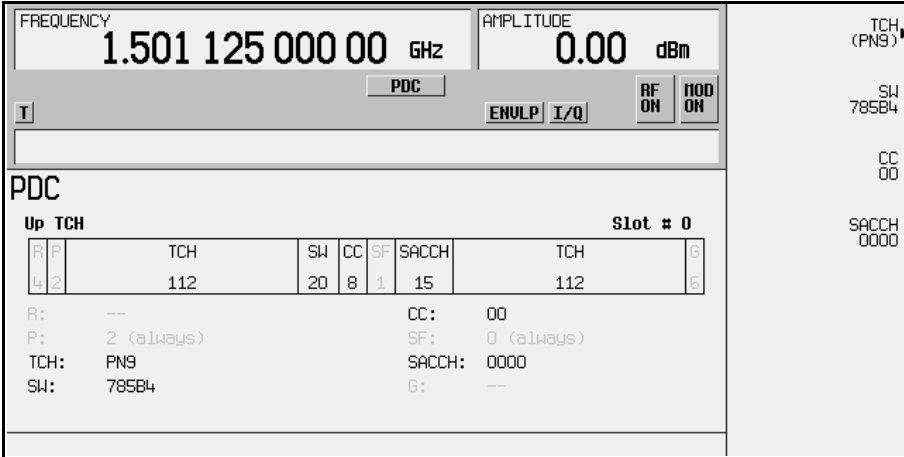 FREQUENCY
1.501 125 000 00 GHz
AMPLITUDE
0.00 dBm
PDC
RF ON
MOD ON
T
ENVLP I/Q
PDC
Up TCH
Slot # 0
R P TCH SW CC SF SACCH TCH G
4 2 112 20 8 1 15 112 6
R: -- CC: 00
P: 2 (always) SF: 0 (always)
TCH: PN9 SACCH: 0000
SW: 785B4 G: --
TCH
(PN9)
SW
785B4
CC
00
SACCH
0000